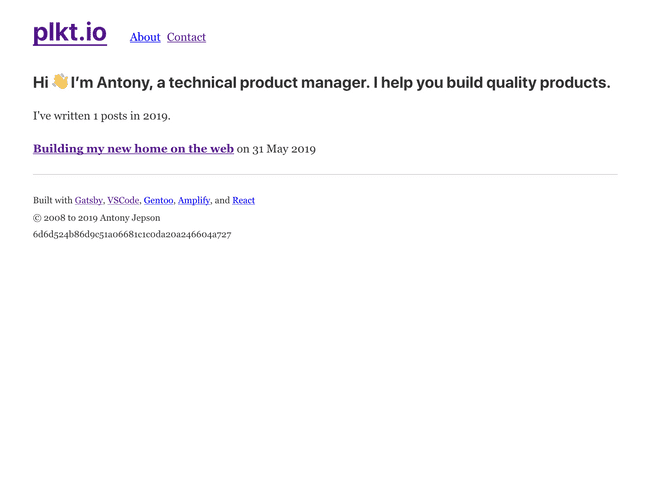 plkt.io
About Contact
Hi 👋 I’m Antony, a technical product manager. I help you build quality products.
I've written 1 posts in 2019.
Building my new home on the web on 31 May 2019
Built with Gatsby, VSCode, Gentoo, Amplify, and React
© 2008 to 2019 Antony Jepson
6d6d524b86d9c51a06681c1c0da20a246604a727